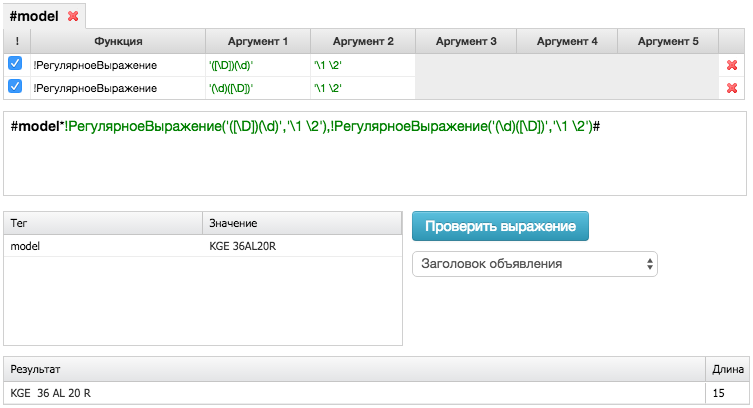 #model
! Функция Аргумент 1 Аргумент 2 Аргумент 3 Аргумент 4 Аргумент 5
!РегулярноеВыражение '([\D])(\d)' '\1 \2'
!РегулярноеВыражение '(\d)([\D])' '\1 \2'
#model*!РегулярноеВыражение('([\D])(\d)','\1 \2'),!РегулярноеВыражение('(\d)([\D])','\1 \2')#
Тег Значение
model KGE 36AL20R
Проверить выражение
Заголовок объявления
Результат Длина
KGE  36 AL 20 R 15